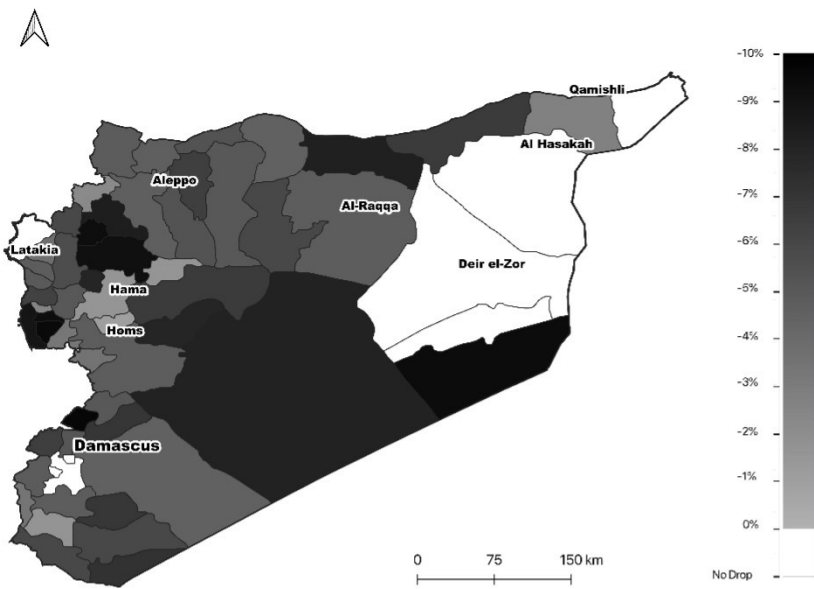 -10%
Qamishli
-9%
-8%
Al Hasakah
Aleppo
-7%
Al-Raqqa
Latakia
-6%
Deir el-Zor
Hama
-5%
Homs
-4%
-3%
Damascus
-2%
-1%
0%
0 75 150 km
No Drop